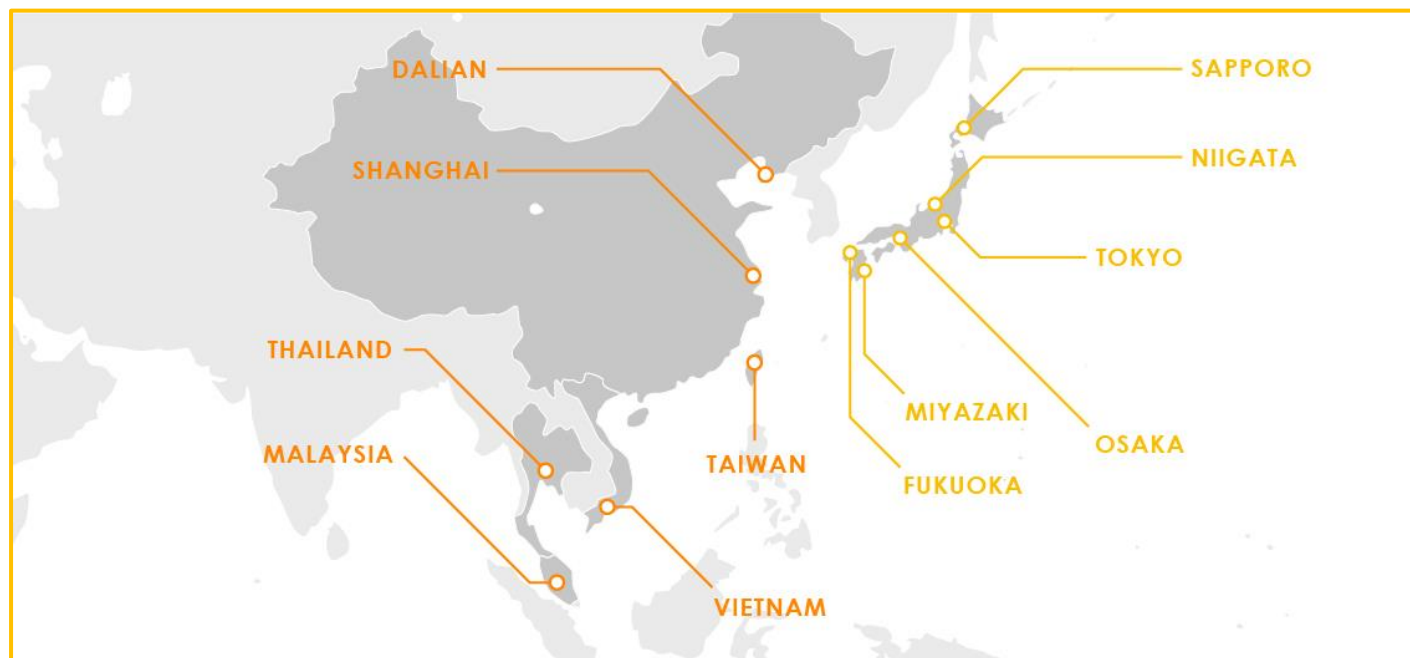 DALIAN
SAPPORO
SHANGHAI
NIIGATA
TOKYO
THAILAND
MIYAZAKI
OSAKA
MALAYSIA
TAIWAN
FUKUOKA
VIETNAM